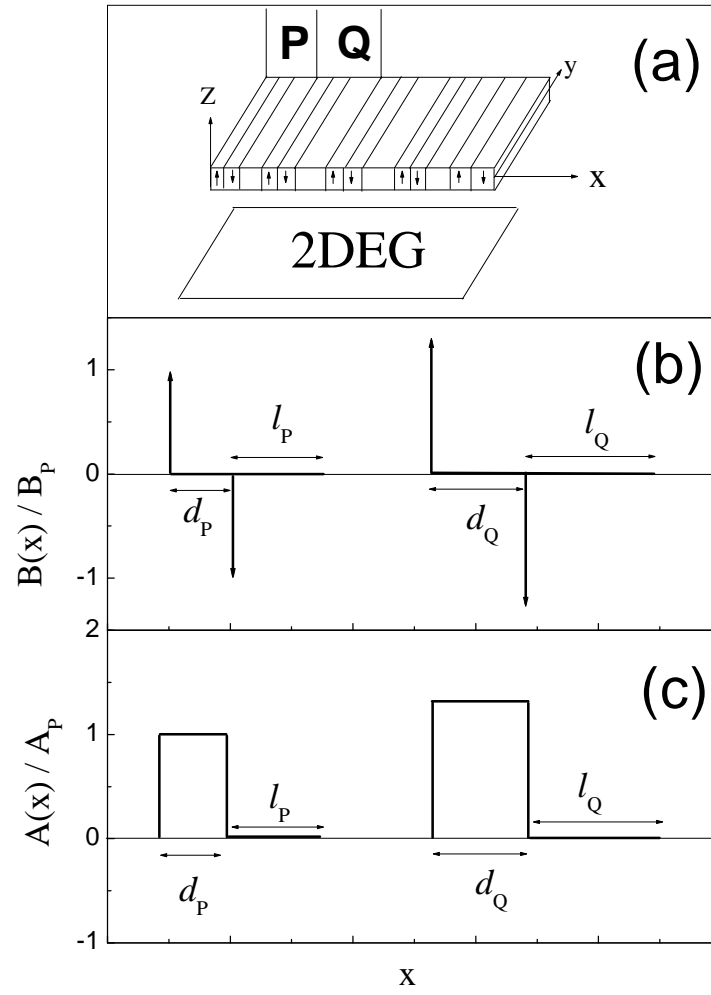 P Q
(a)
y
z
x
2DEG
(b)
1
0
-1
B(x) / B_P
l_P
l_Q
d_P
d_Q
(c)
2
1
0
-1
A(x) / A_P
l_P
l_Q
d_P
d_Q
x